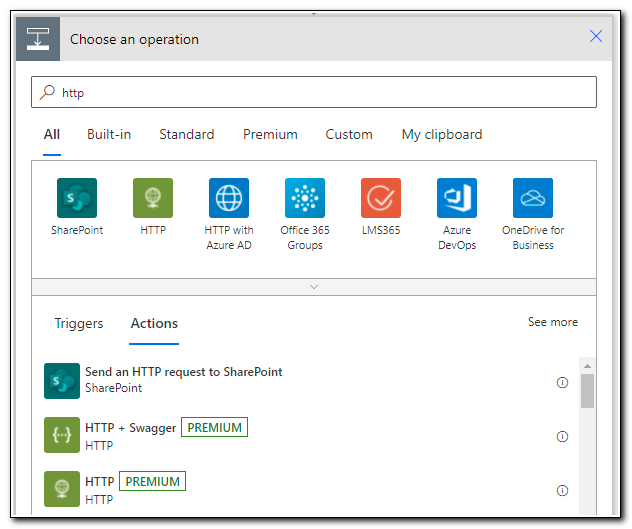 Choose an operation
http
All Built-in Standard Premium Custom My clipboard
SharePoint HTTP HTTP with Azure AD Office 365 Groups LMS365 Azure DevOps OneDrive for Business
Triggers Actions See more
Send an HTTP request to SharePoint
SharePoint
HTTP + Swagger PREMIUM
HTTP
HTTP PREMIUM
HTTP